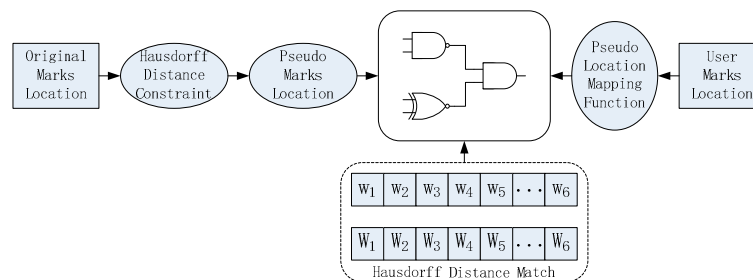 Original
Marks
Location
Hausdorff
Distance
Constraint
Pseudo
Marks
Location
Pseudo
Location
Mapping
Function
User
Marks
Location
w1 w2 w3 w4 w5 ... w6
W1 W2 W3 W4 W5 ... W6
Hausdorff Distance Match